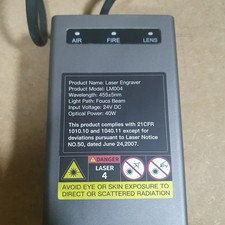 AIR FIRE LENS
Product Name: Laser Engraver
Product Name: LM004
Wavelength: 455±5nm
Light Path: Foucs Beam
Input Voltage: 24V DC
Optical Power: 40W
This product complies with 21CFR
1010.10 and 1040.11 except for
deviations pursuant to Laser Notice
NO.50, dated June 24,2007.
DANGER
LASER
4
AVOID EYE OR SKIN EXPOSURE TO
DIRECT OR SCATTERED RADIATION